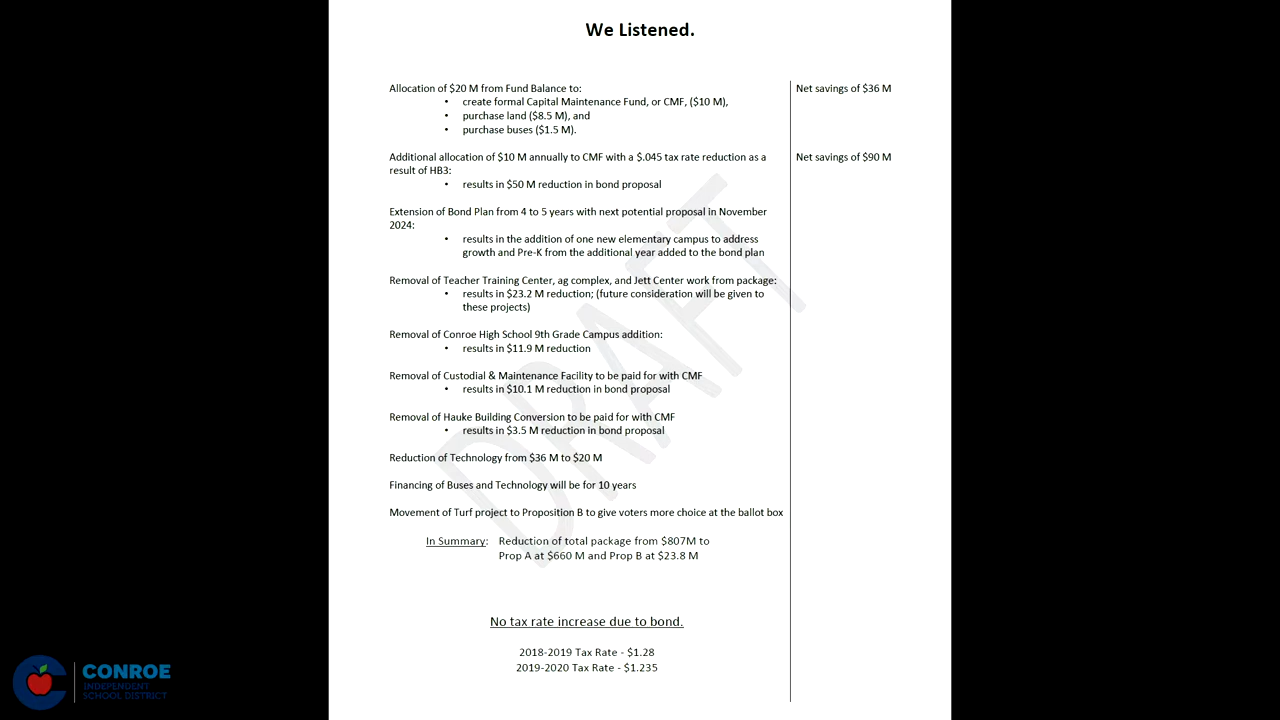 We Listened.
Allocation of $20 M from Fund Balance to:
Net savings of $36 M
• create formal Capital Maintenance Fund, or CMF, ($10 M),
• purchase land ($8.5 M), and
• purchase buses ($1.5 M).
Additional allocation of $10 M annually to CMF with a $.045 tax rate reduction as a
Net savings of $90 M
result of HB3:
• results in $50 M reduction in bond proposal
Extension of Bond Plan from 4 to 5 years with next potential proposal in November
2024:
• results in the addition of one new elementary campus to address
growth and Pre-K from the additional year added to the bond plan
Removal of Teacher Training Center, ag complex, and Jett Center work from package:
• results in $23.2 M reduction; (future consideration will be given to
these projects)
Removal of Conroe High School 9th Grade Campus addition:
• results in $11.9 M reduction
Removal of Custodial & Maintenance Facility to be paid for with CMF
• results in $10.1 M reduction in bond proposal
Removal of Hauke Building Conversion to be paid for with CMF
• results in $3.5 M reduction in bond proposal
Reduction of Technology from $36 M to $20 M
Financing of Buses and Technology will be for 10 years
Movement of Turf project to Proposition B to give voters more choice at the ballot box
In Summary: Reduction of total package from $807M to
Prop A at $660 M and Prop B at $23.8 M
No tax rate increase due to bond.
2018-2019 Tax Rate - $1.28
2019-2020 Tax Rate - $1.235
DRAFT
CONROE
INDEPENDENT
SCHOOL DISTRICT